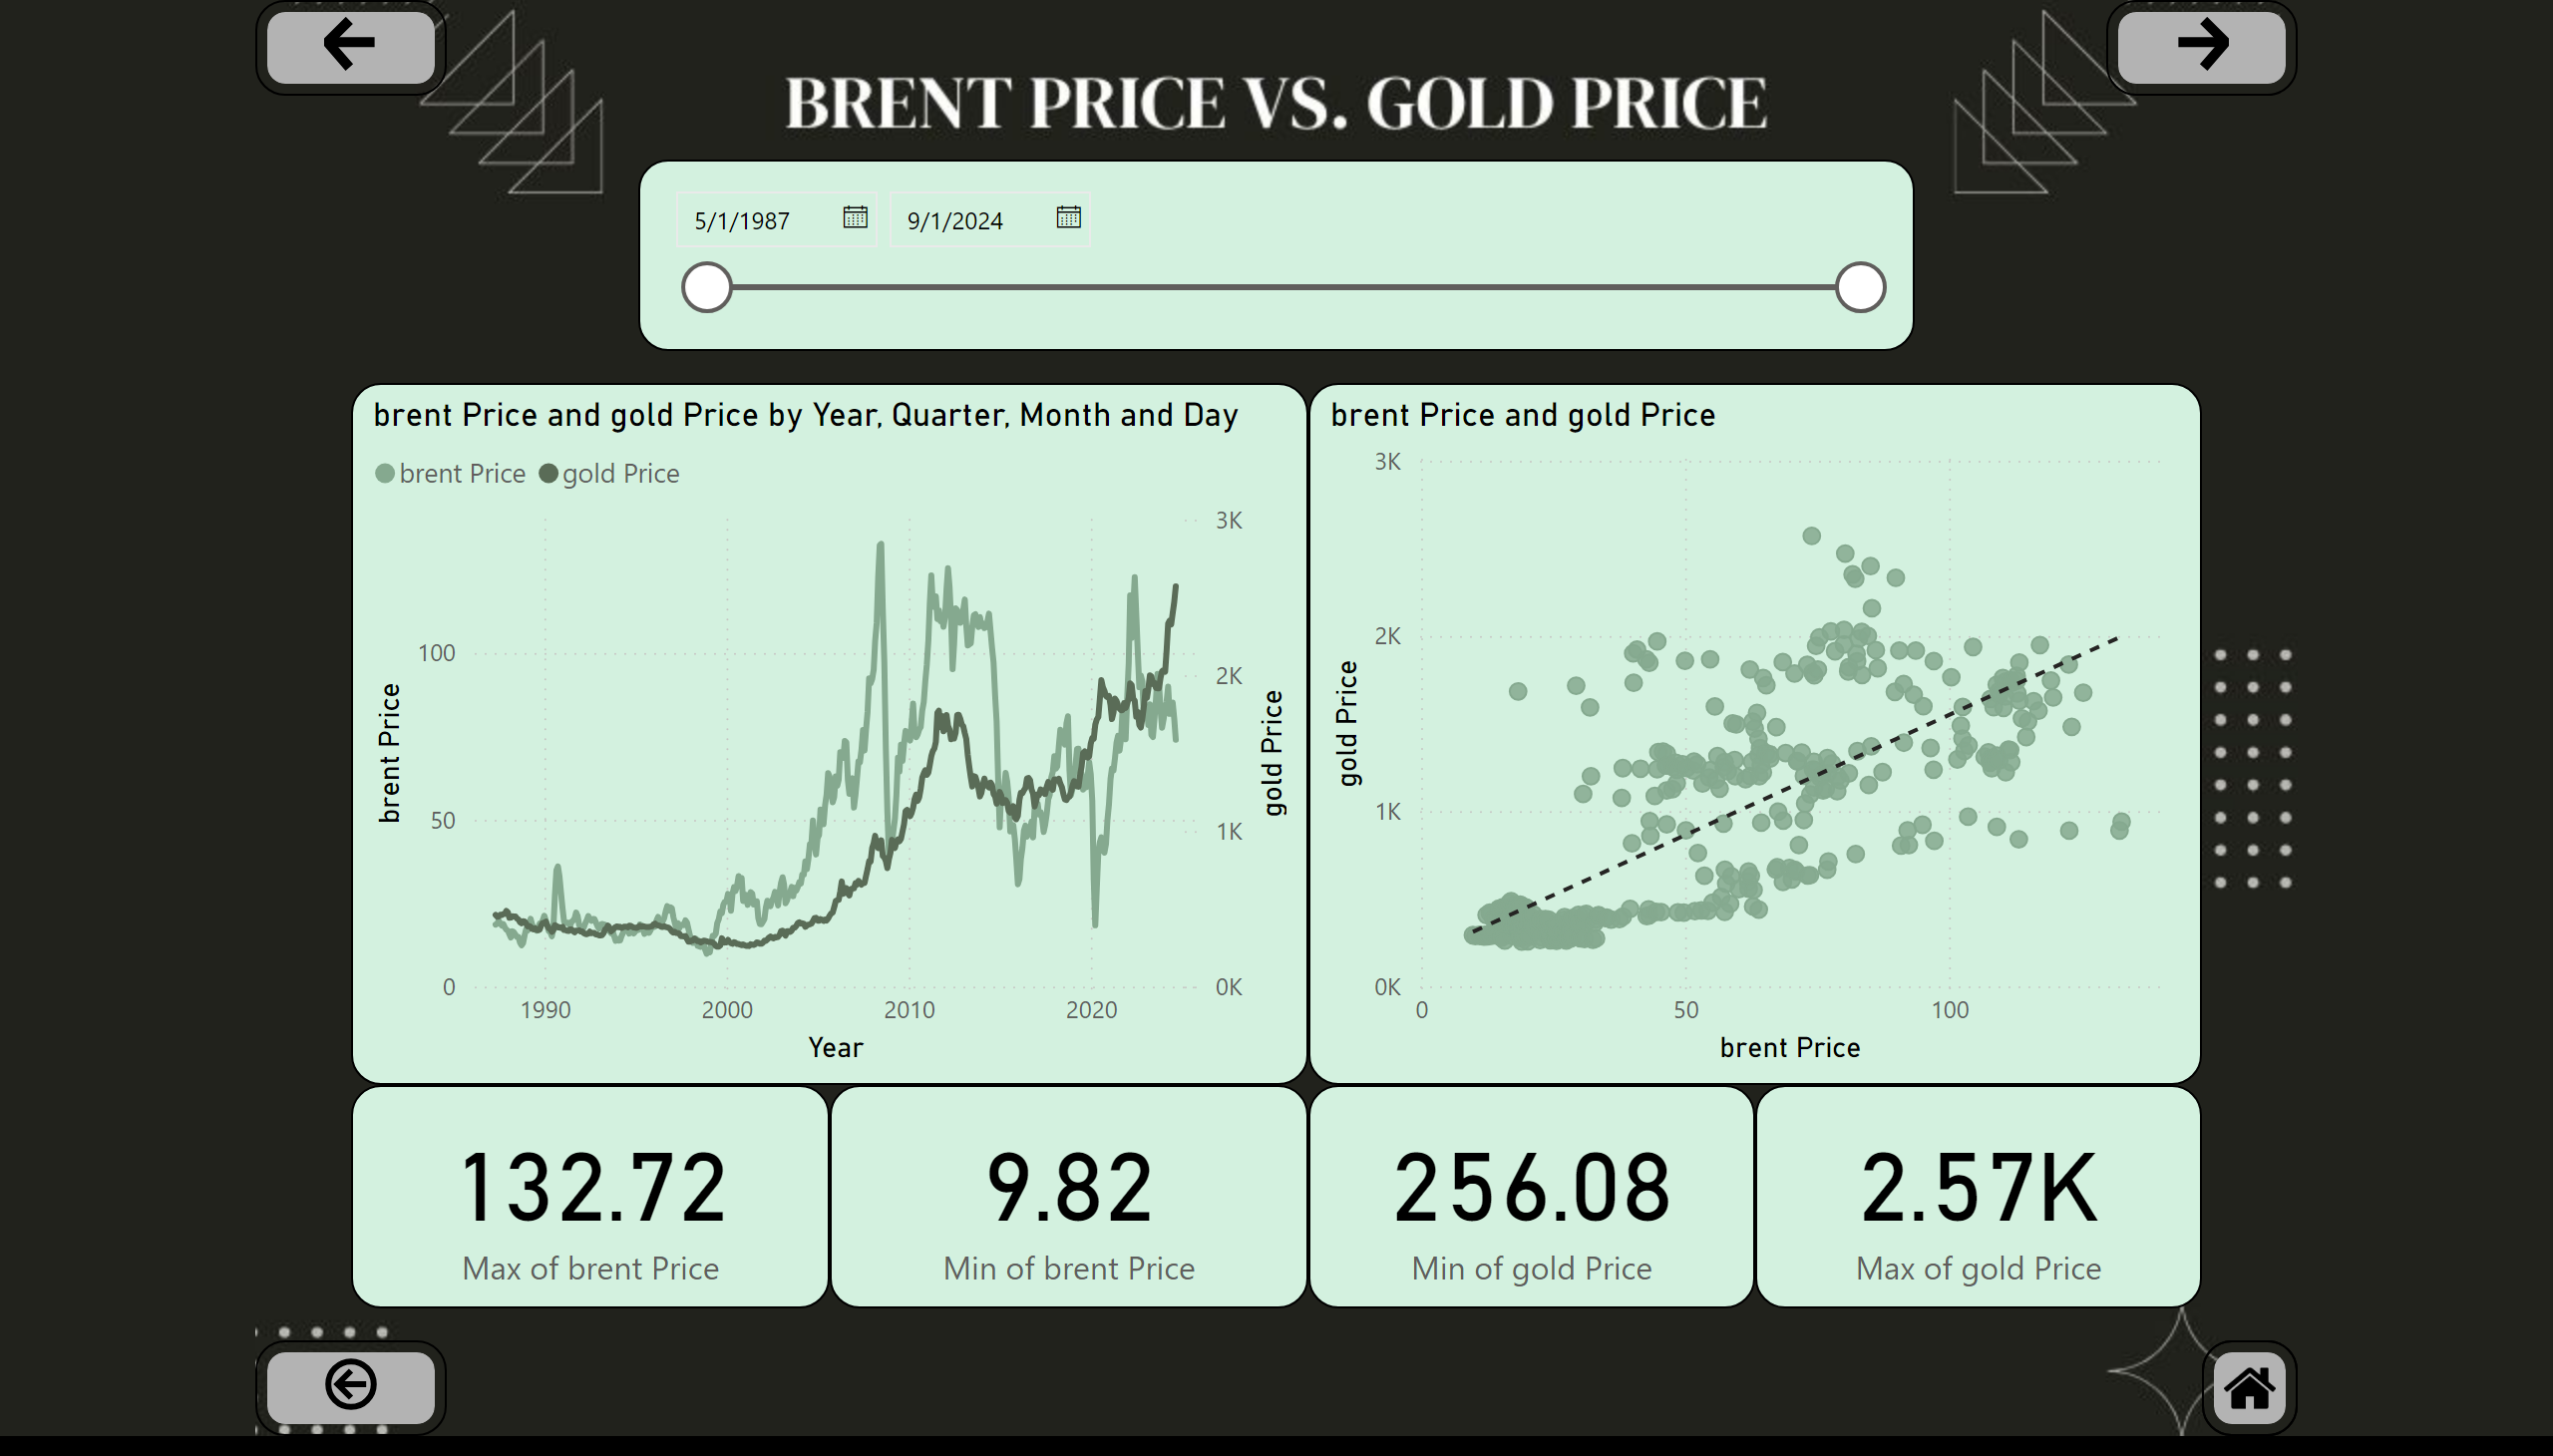 BRENT PRICE VS. GOLD PRICE
5/1/1987
9/1/2024
brent Price and gold Price by Year, Quarter, Month and Day
brent Price gold Price
3K
2K
1K
0K
100
50
0
brent Price
gold Price
1990 2000 2010 2020
Year
brent Price and gold Price
3K
2K
1K
0K
gold Price
0 50 100
brent Price
132.72
Max of brent Price
9.82
Min of brent Price
256.08
Min of gold Price
2.57K
Max of gold Price